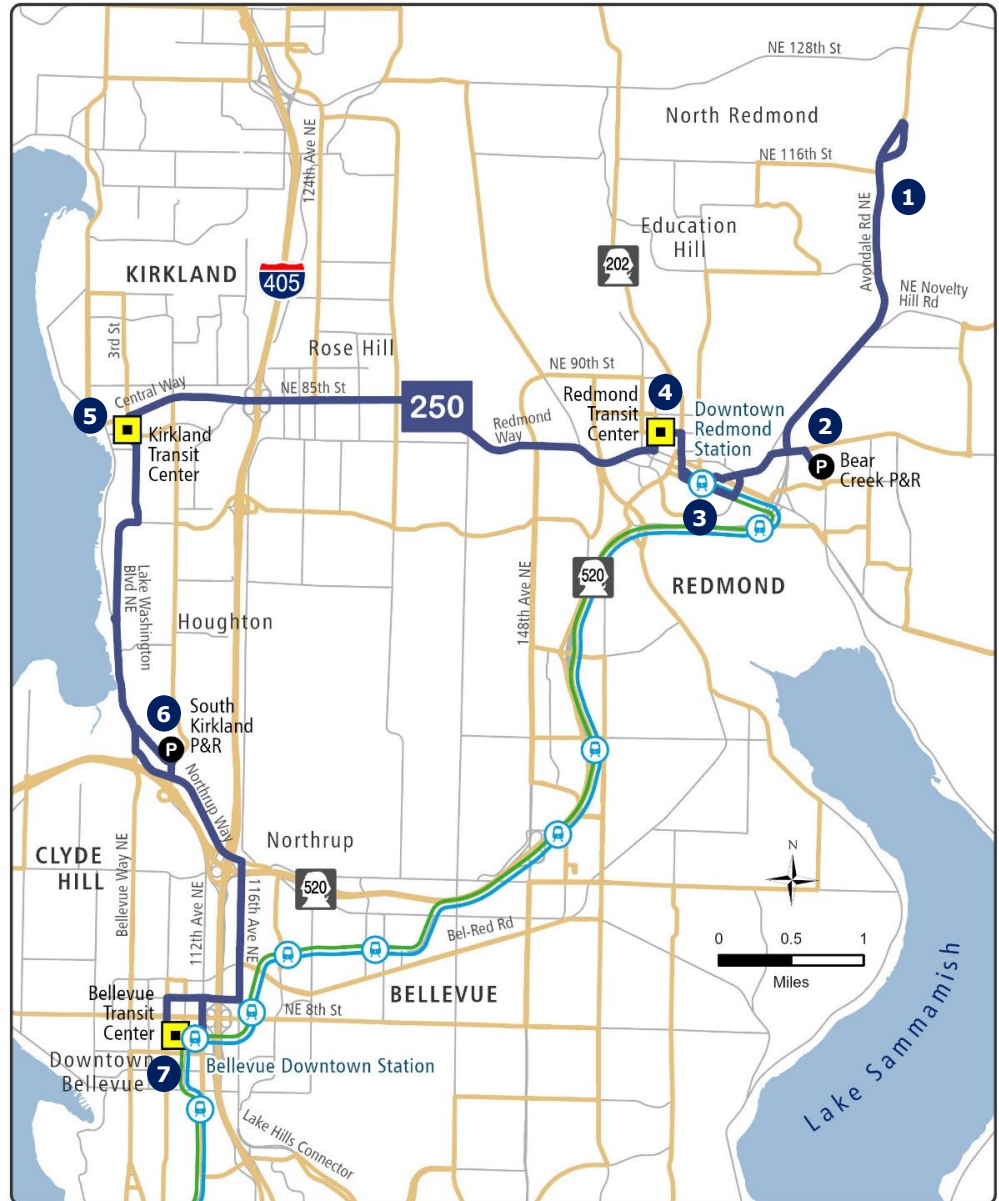 NE 128th St
North Redmond
NE 116th St
1
124th Ave NE
Avondale Rd NE
Education
Hill
202
KIRKLAND
405
NE Novelty
Hill Rd
3rd St
Rose Hill
NE 90th St
Central Way
NE 85th St
250
Redmond
Way
Redmond
Transit
Center
4
Downtown
Redmond
Station
2
P
Bear
Creek P&R
5
Kirkland
Transit
Center
3
520
REDMOND
148th Ave NE
Lake Washington
Blvd NE
Houghton
6
South
Kirkland
P&R
P
Northrup Way
CLYDE
HILL
Bellevue Way NE
Northrup
520
112th Ave NE
116th Ave NE
Bel-Red Rd
N
0 0.5 1
Miles
BELLEVUE
Bellevue
Transit
Center
NE 8th St
Downtown
Bellevue
7
Bellevue Downtown Station
Lake Hills Connector
Lake Sammamish